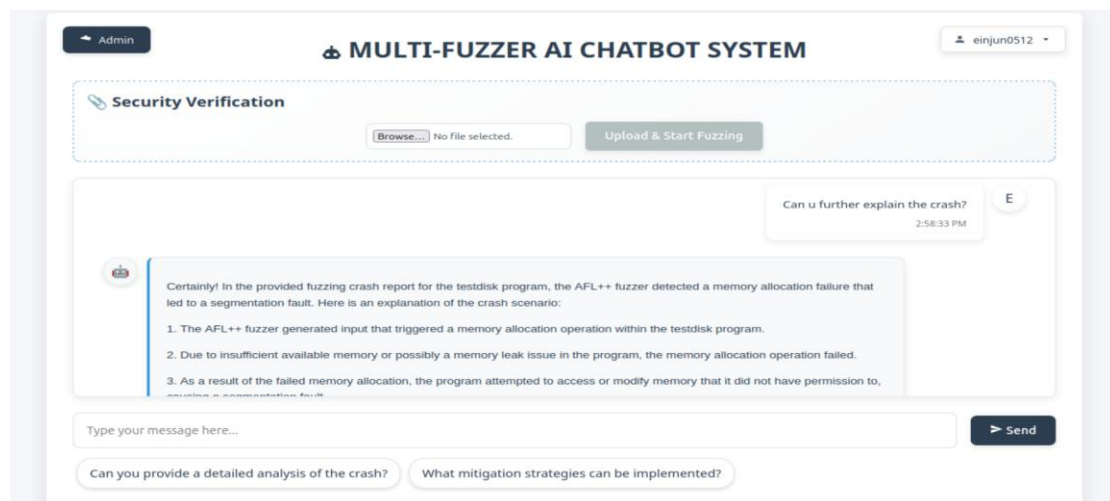 Admin
MULTI-FUZZER AI CHATBOT SYSTEM
einjun0512
Security Verification
Browse... No file selected.
Upload & Start Fuzzing
Can u further explain the crash?
E
2:58:33 PM
Certainly! In the provided fuzzing crash report for the testdisk program, the AFL++ fuzzer detected a memory allocation failure that
led to a segmentation fault. Here is an explanation of the crash scenario:
1. The AFL++ fuzzer generated input that triggered a memory allocation operation within the testdisk program.
2. Due to insufficient available memory or possibly a memory leak issue in the program, the memory allocation operation failed.
3. As a result of the failed memory allocation, the program attempted to access or modify memory that it did not have permission to,
causing a segmentation fault.
Type your message here...
Send
Can you provide a detailed analysis of the crash?
What mitigation strategies can be implemented?